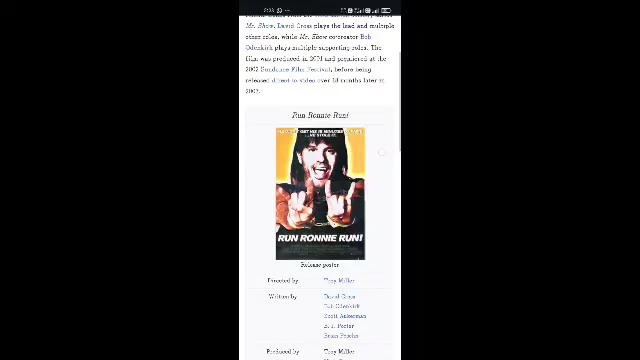 2:23
Mr. Show. David Cross plays the lead and multiple
other roles, while Mr. Show co-creator Bob
Odenkirk plays multiple supporting roles. The
film was produced in 2001 and premiered at the
2002 Sundance Film Festival, before being
released direct to video over 18 months later in
2003.
Run Ronnie Run!
RUN RONNIE RUN!
Release poster
Directed by Troy Miller
Written by David Cross
Bob Odenkirk
Scott Aukerman
B. J. Porter
Brian Posehn
Produced by Troy Miller